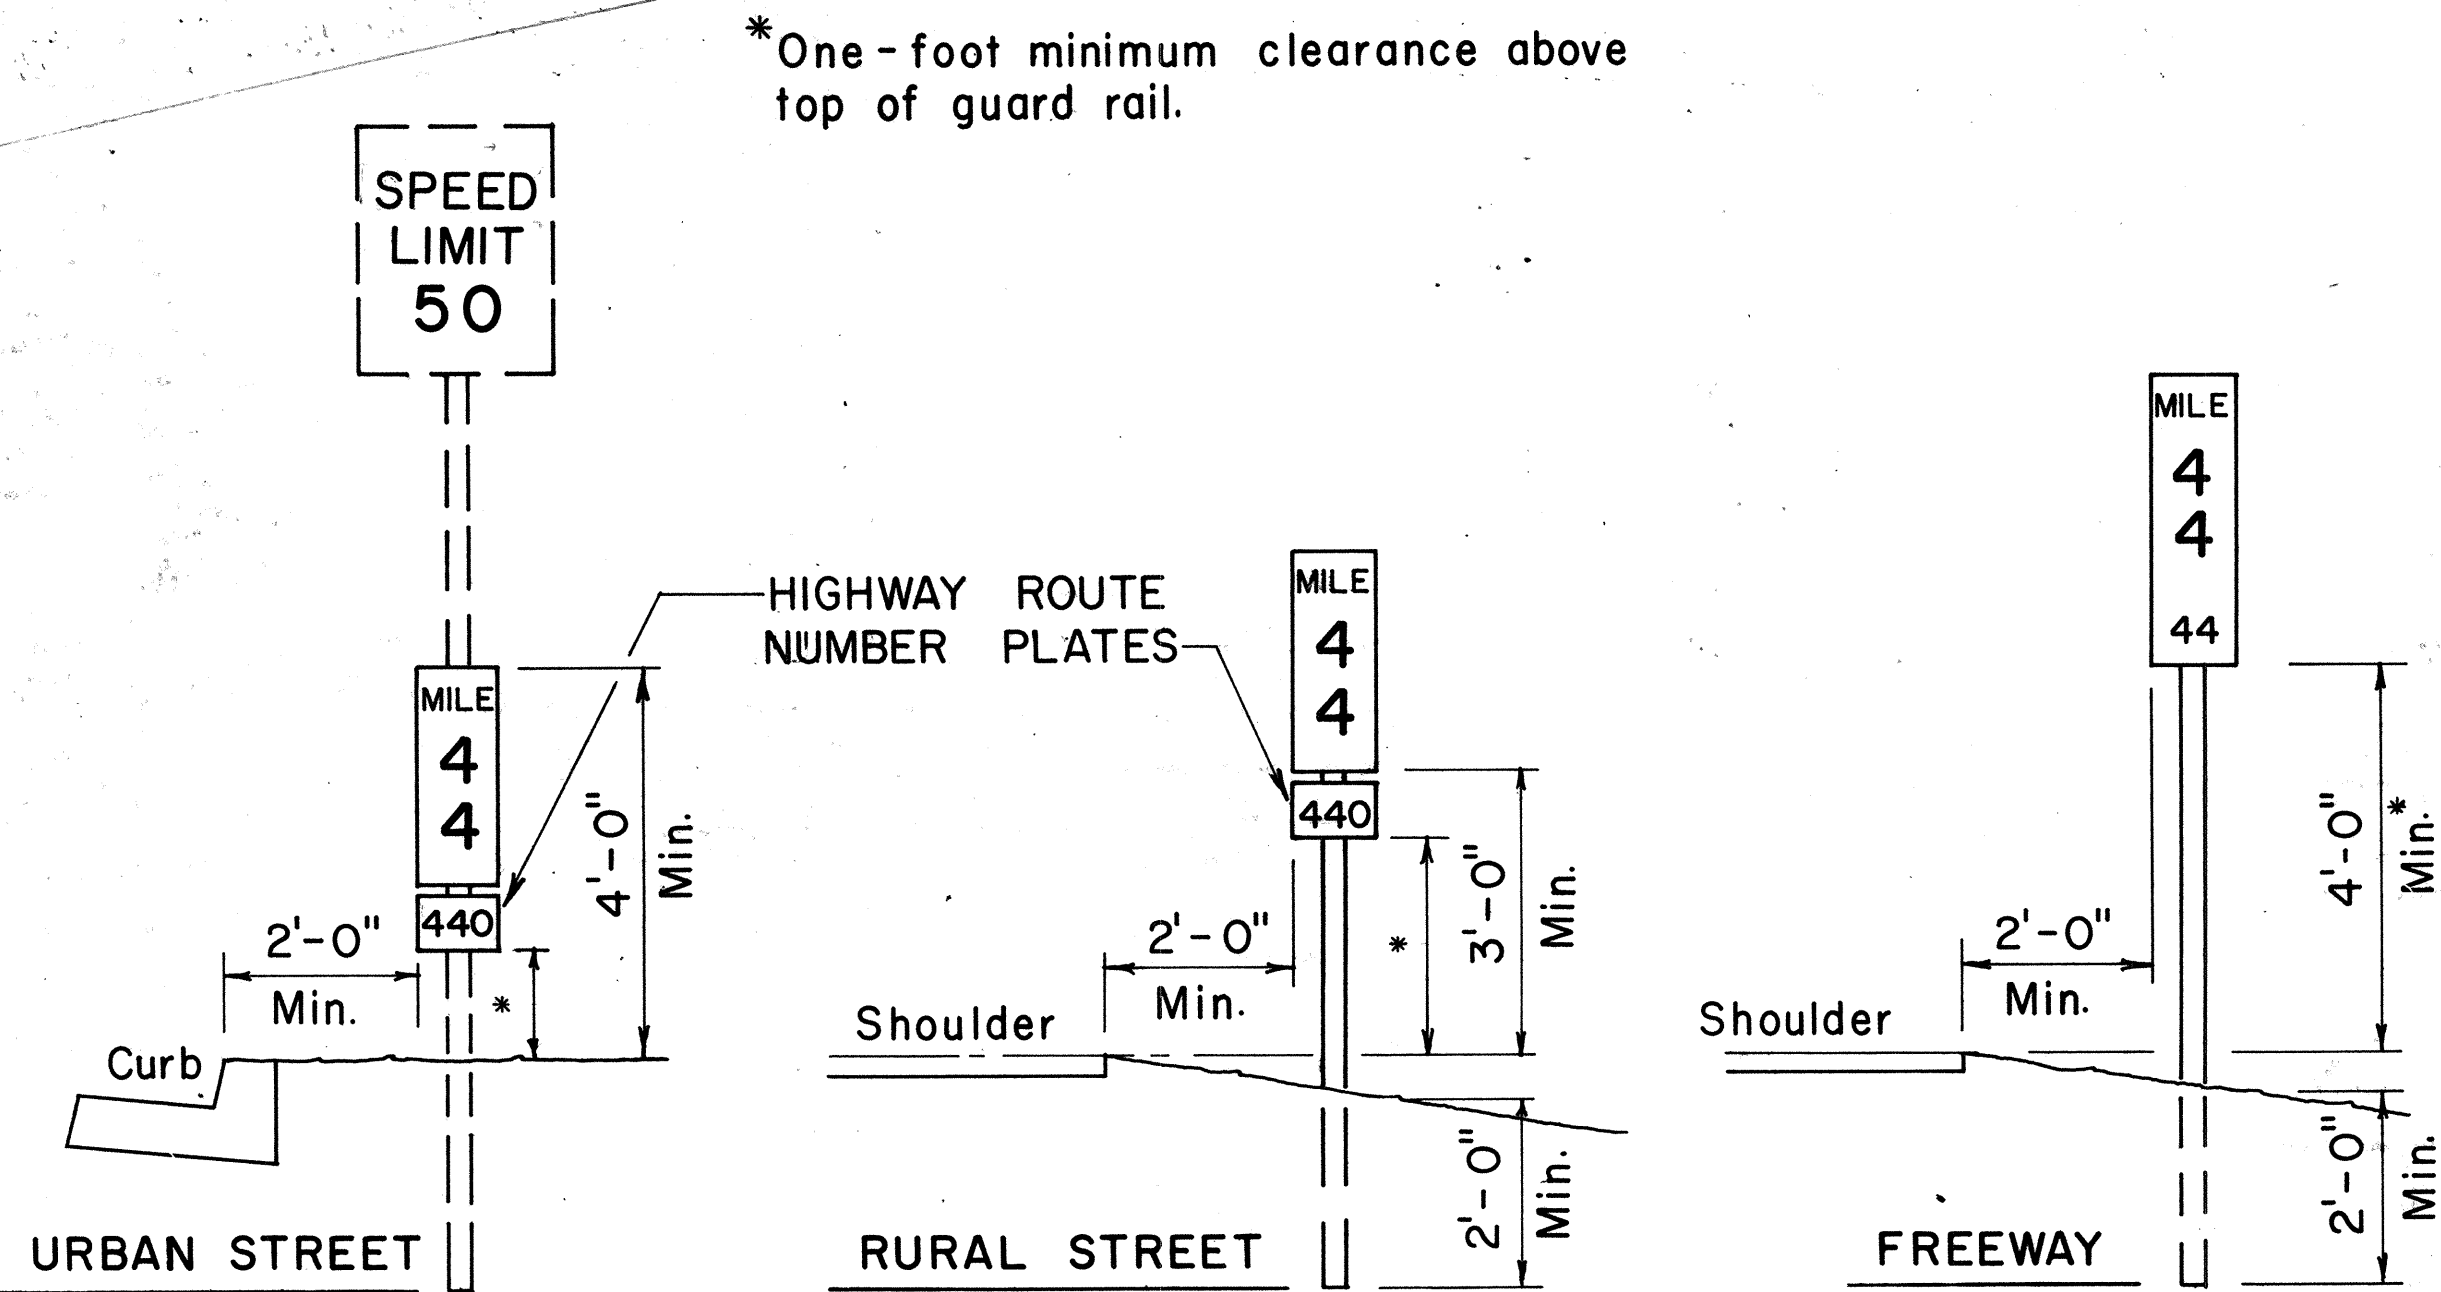 *One-foot minimum clearance above
top of guard rail.
SPEED
LIMIT
50
MILE
4
4
440
2'-0"
Min.
*
4'-0"
Min.
Curb
URBAN STREET
HIGHWAY ROUTE
NUMBER PLATES
MILE
4
4
440
2'-0"
Min.
*
3'-0"
Min.
Shoulder
2'-0"
Min.
RURAL STREET
MILE
4
4
44
2'-0"
Min.
4'-0"
Min.*
Shoulder
2'-0"
Min.
FREEWAY